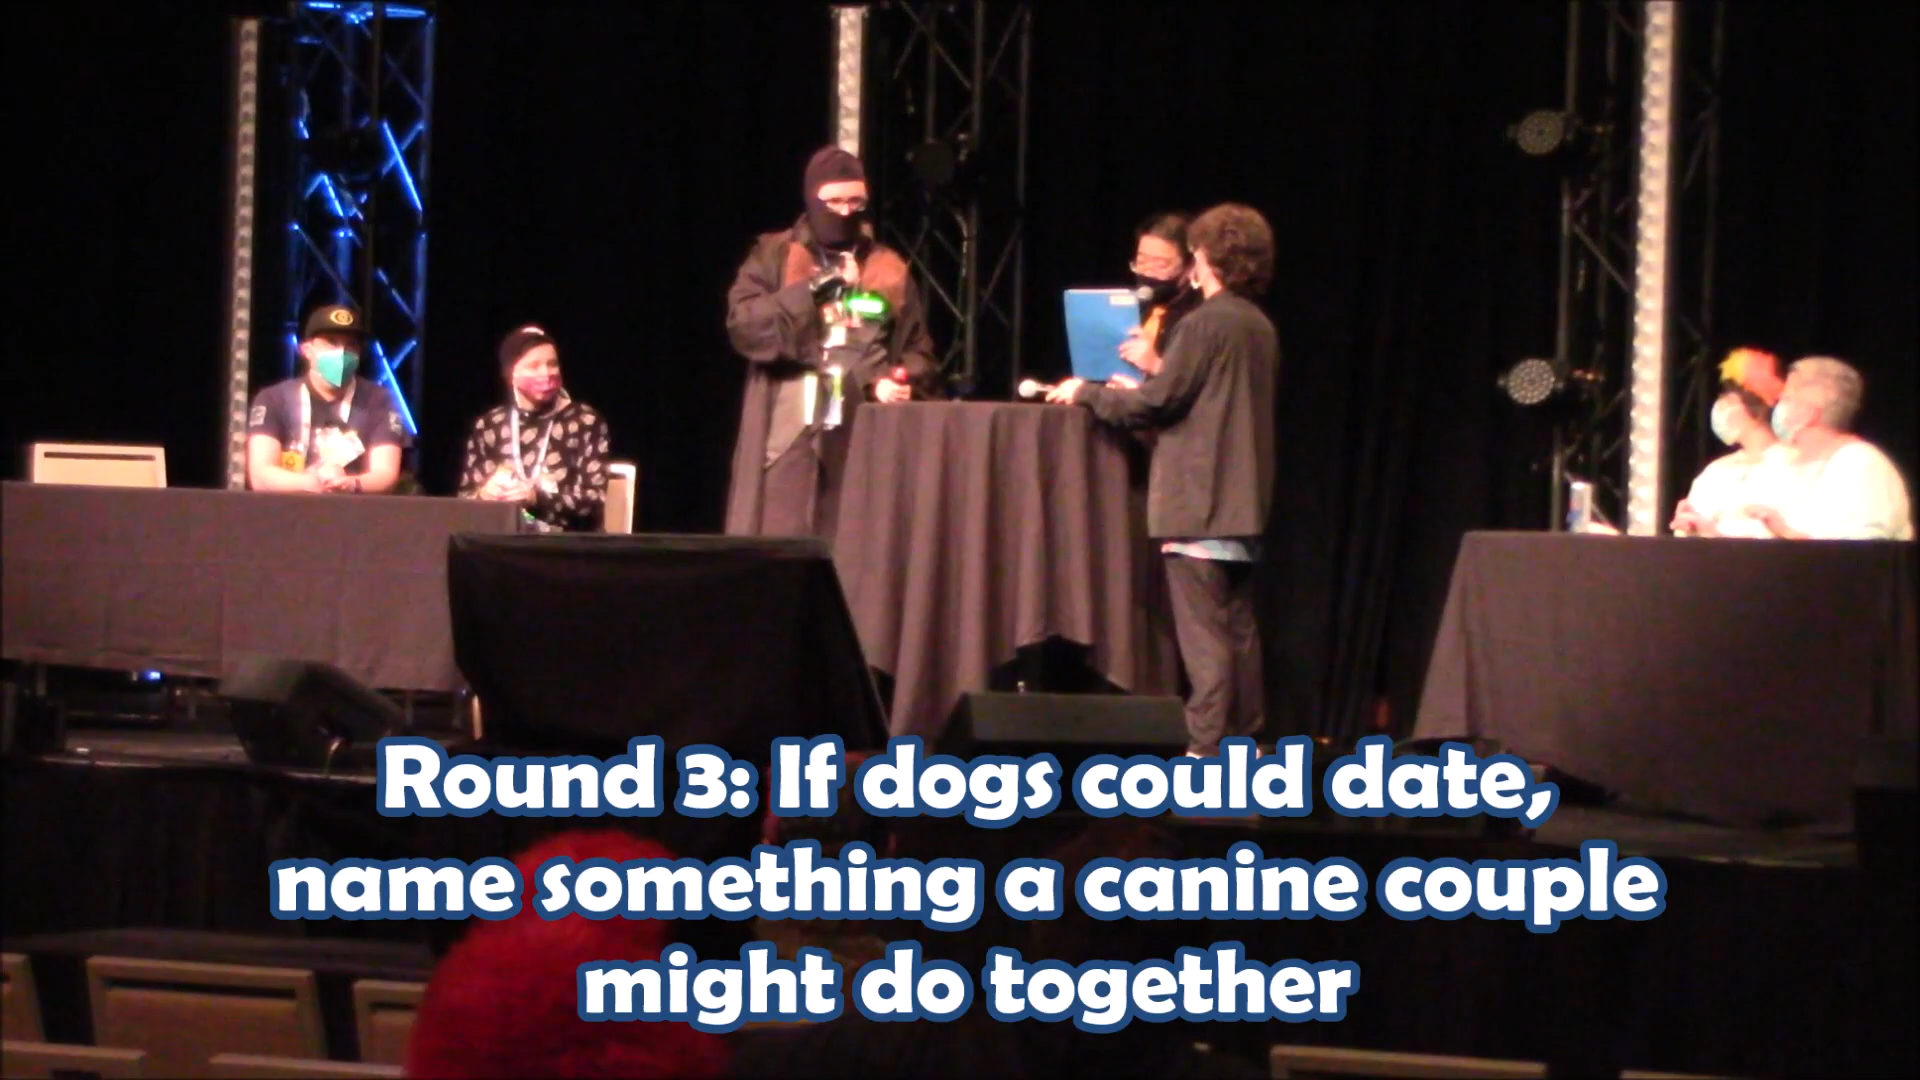 Round 3: If dogs could date,
name something a canine couple
might do together